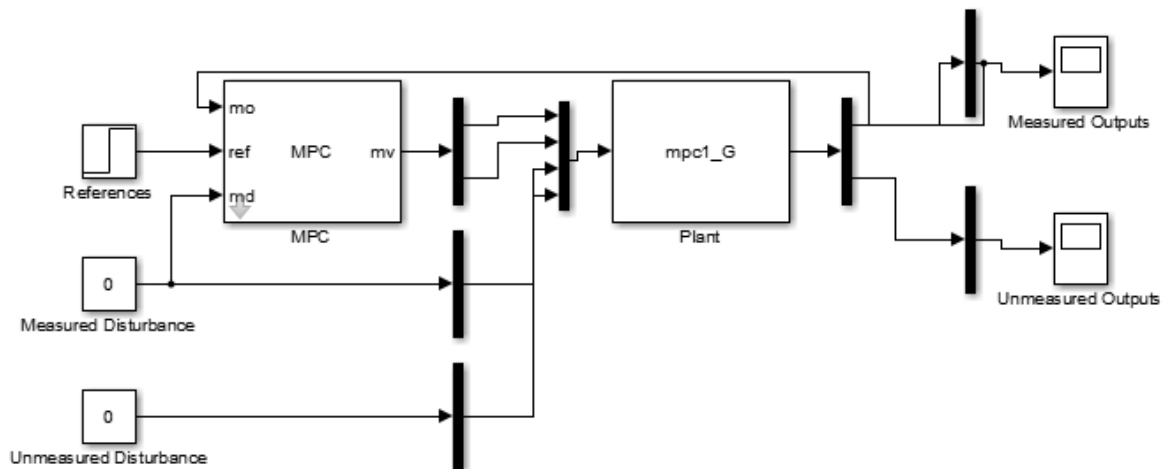 mo
ref
md
MPC
mv
MPC
References
0
Measured Disturbance
0
Unmeasured Disturbance
mpc1_G
Plant
Measured Outputs
Unmeasured Outputs